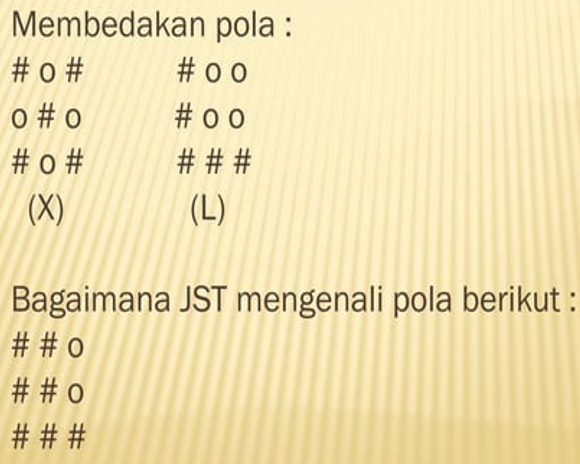 Membedakan pola :
# o # # o o
o # o # o o
# o # # # #
(X) (L)
Bagaimana JST mengenali pola berikut :
# # o
# # o
# # #